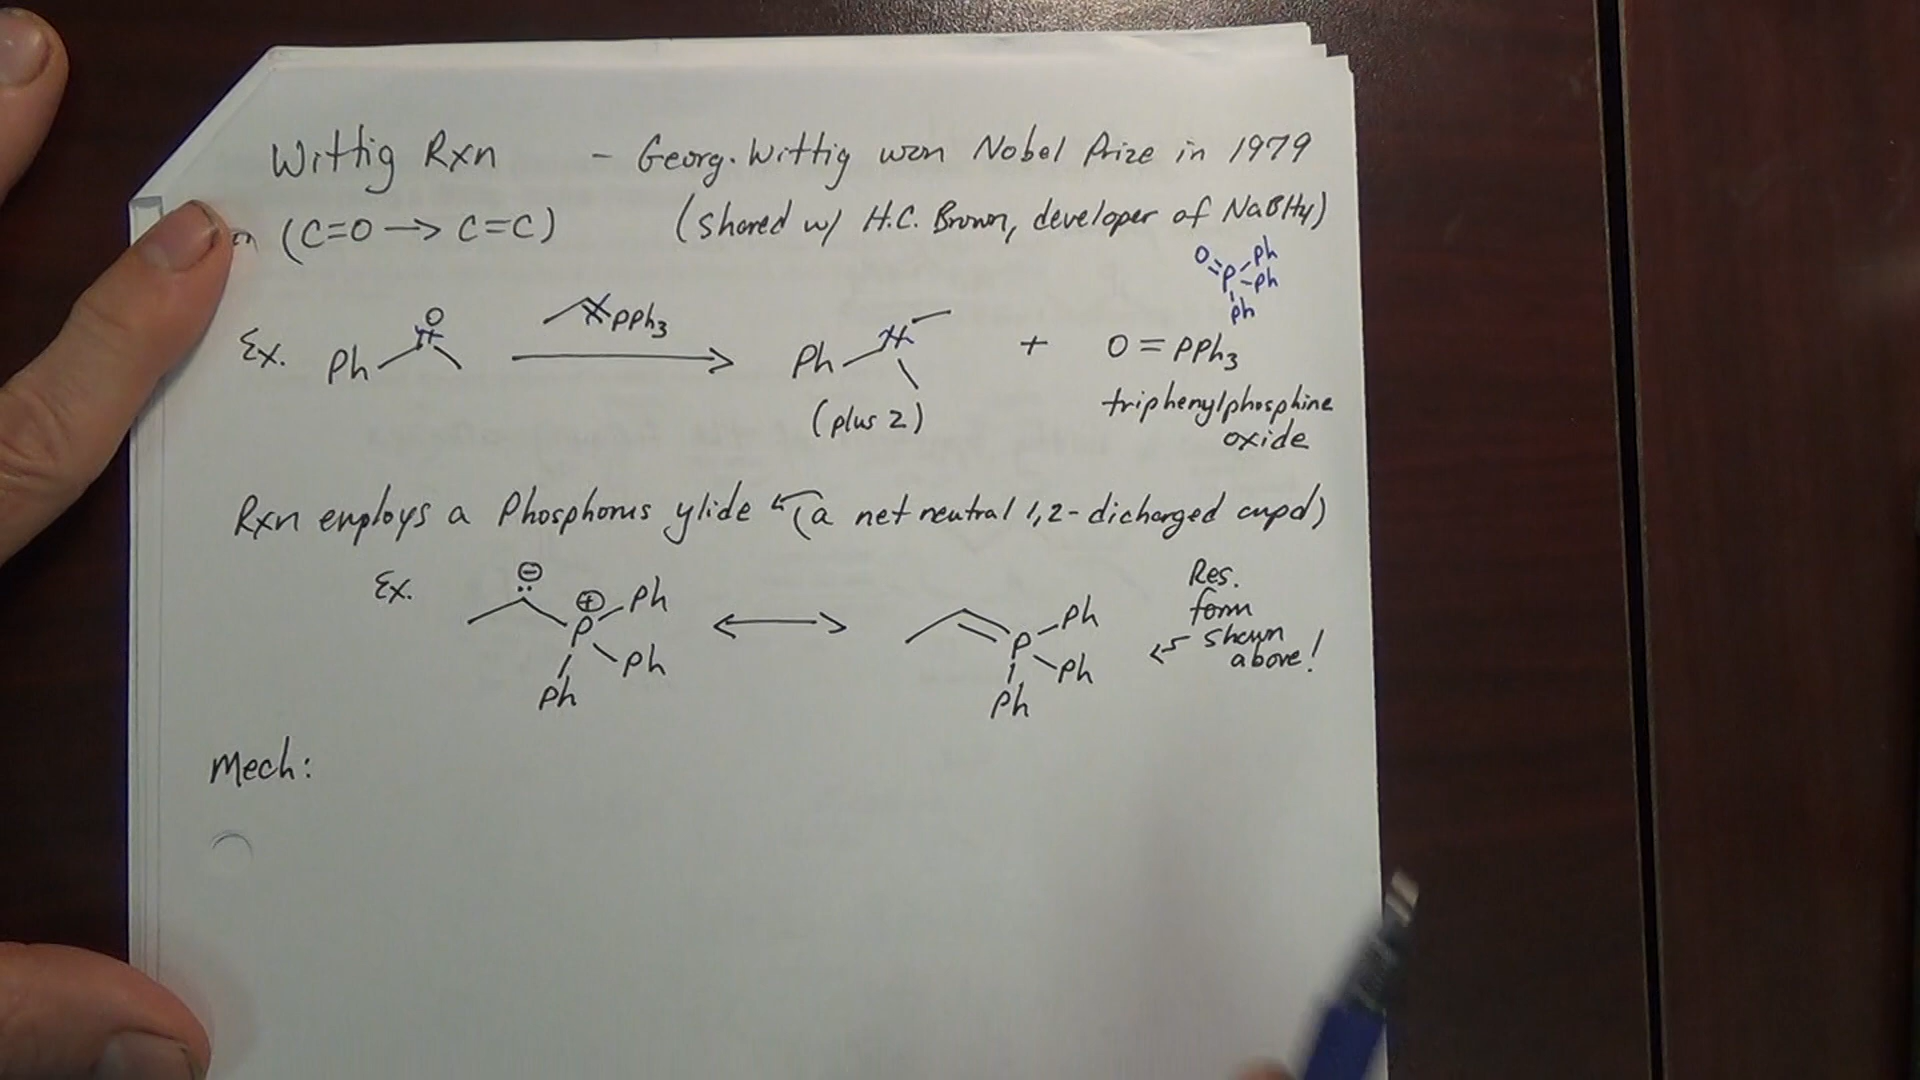 Wittig Rxn - Georg. Wittig won Nobel Prize in 1979
(C=O → C=C) (shared w/ H.C. Brown, developer of NaBH4)
O=P Ph Ph Ph
Ex. Ph O PPh3 Ph + O = PPh3
(plus Z) triphenylphosphine
oxide
Rxn employs a Phosphorus ylide (a net neutral 1,2-dicharged cmpd)
Ex. ⊖ ⊕ P Ph Ph Ph ↔ P Ph Ph Ph
Res.
form
shown
above!
Mech: